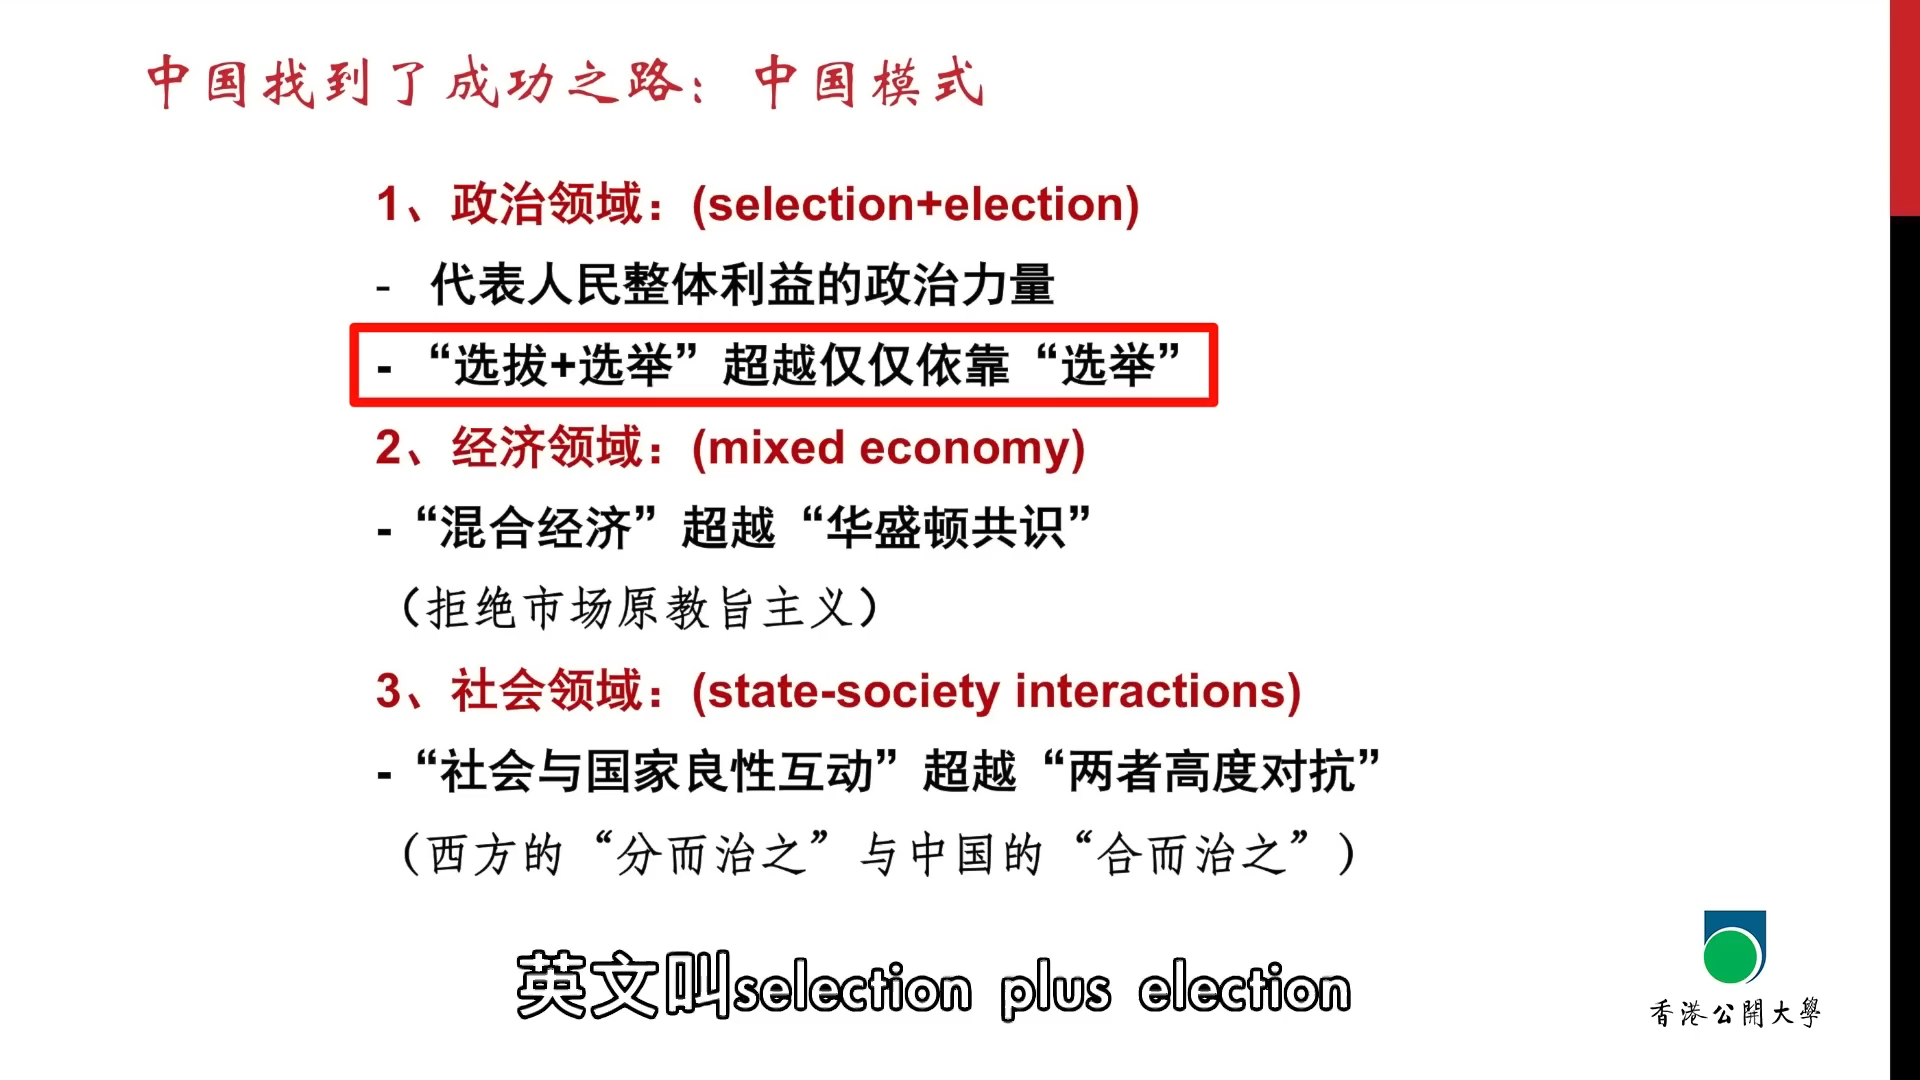 中国找到了成功之路：中国模式
1、政治领域：(selection+election)
- 代表人民整体利益的政治力量
- “选拔+选举”超越仅仅依靠“选举”
2、经济领域：(mixed economy)
-“混合经济”超越“华盛顿共识”
（拒绝市场原教旨主义）
3、社会领域：(state-society interactions)
-“社会与国家良性互动”超越“两者高度对抗”
（西方的“分而治之”与中国的“合而治之”）
英文叫selection plus election
香港公開大學